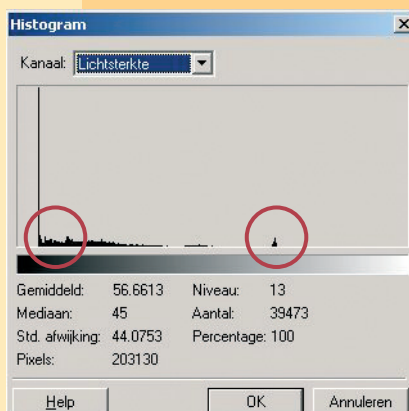 Histogram
Kanaal: Lichtsterkte
Gemiddeld: 56.6613 Niveau: 13
Mediaan: 45 Aantal: 39473
Std. afwijking: 44.0753 Percentage: 100
Pixels: 203130
Help OK Annuleren